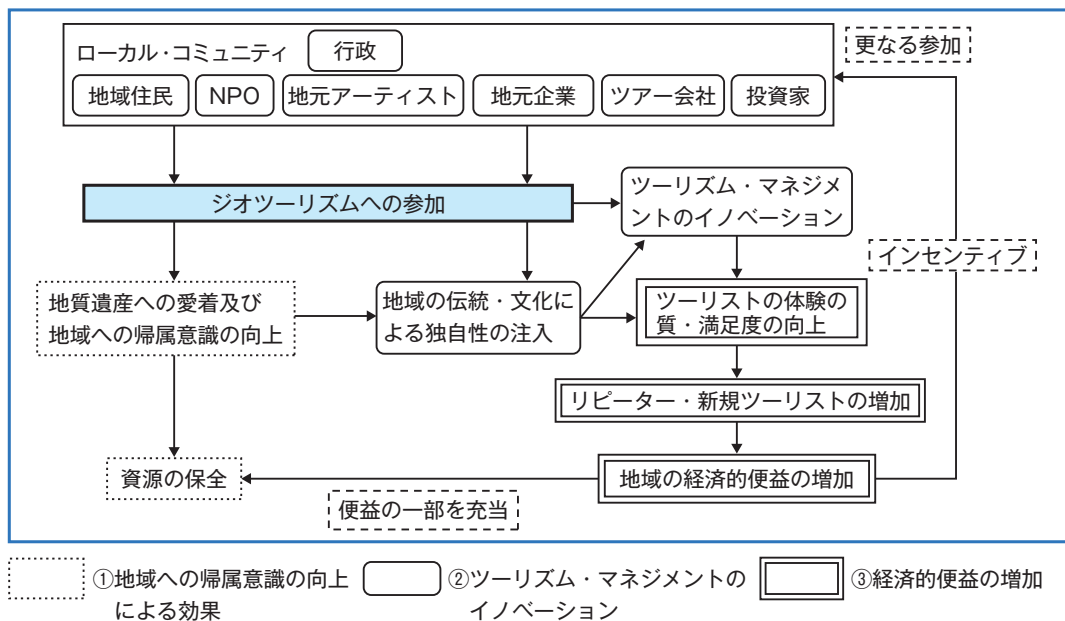 ローカル・コミュニティ
行政
更なる参加
地域住民
NPO
地元アーティスト
地元企業
ツアー会社
投資家
ジオツーリズムへの参加
ツーリズム・マネジメ
ントのイノベーション
インセンティブ
地質遺産への愛着及び
地域への帰属意識の向上
地域の伝統・文化に
よる独自性の注入
ツーリストの体験の
質・満足度の向上
リピーター・新規ツーリストの増加
資源の保全
地域の経済的便益の増加
便益の一部を充当
①地域への帰属意識の向上
による効果
②ツーリズム・マネジメントの
イノベーション
③経済的便益の増加